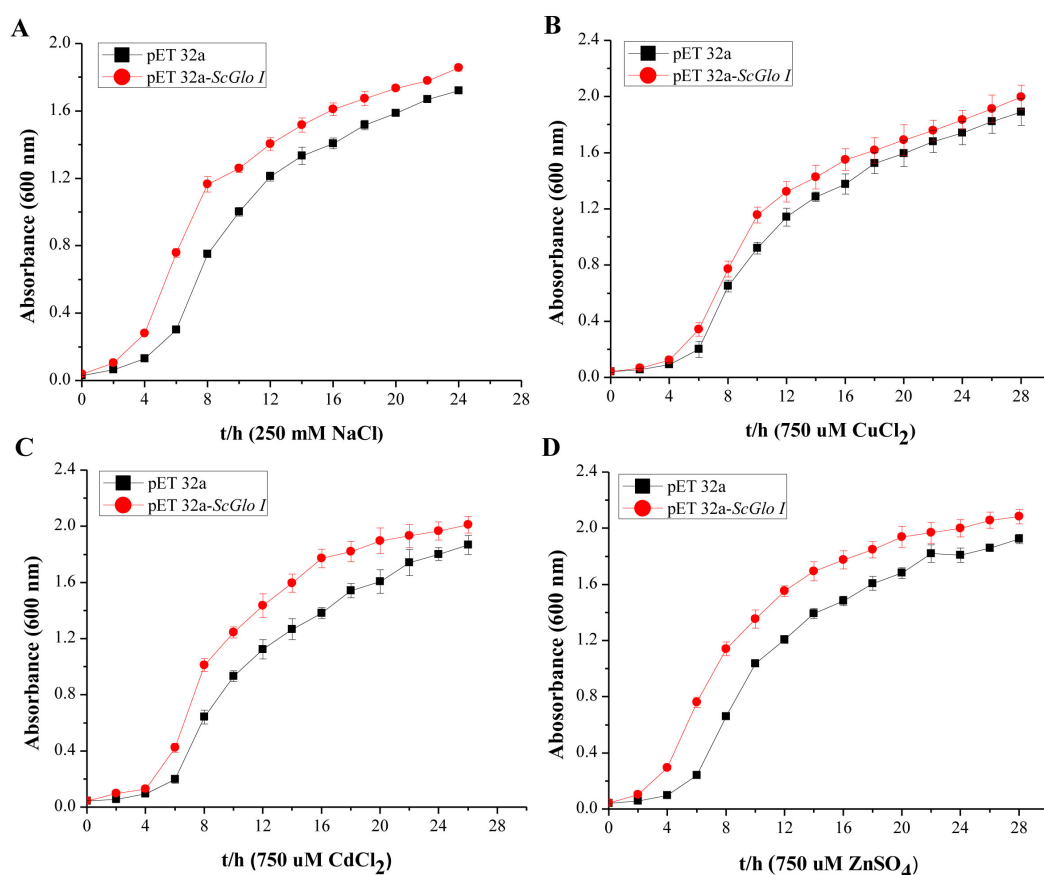 A
2.0
1.6
1.2
0.8
0.4
0.0
Abosorbance (600 nm)
pET 32a
pET 32a-ScGlo I
0 4 8 12 16 20 24 28
t/h (250 mM NaCl)
B
2.4
2.0
1.6
1.2
0.8
0.4
0.0
Abosorbance (600 nm)
pET 32a
pET 32a-ScGlo I
0 4 8 12 16 20 24 28
t/h (750 uM CuCl2)
C
2.4
2.0
1.6
1.2
0.8
0.4
0.0
Abosorbance (600 nm)
pET 32a
pET 32a-ScGlo I
0 4 8 12 16 20 24 28
t/h (750 uM CdCl2)
D
2.4
2.0
1.6
1.2
0.8
0.4
0.0
Abosorbance (600 nm)
pET 32a
pET 32a-ScGlo I
0 4 8 12 16 20 24 28
t/h (750 uM ZnSO4)